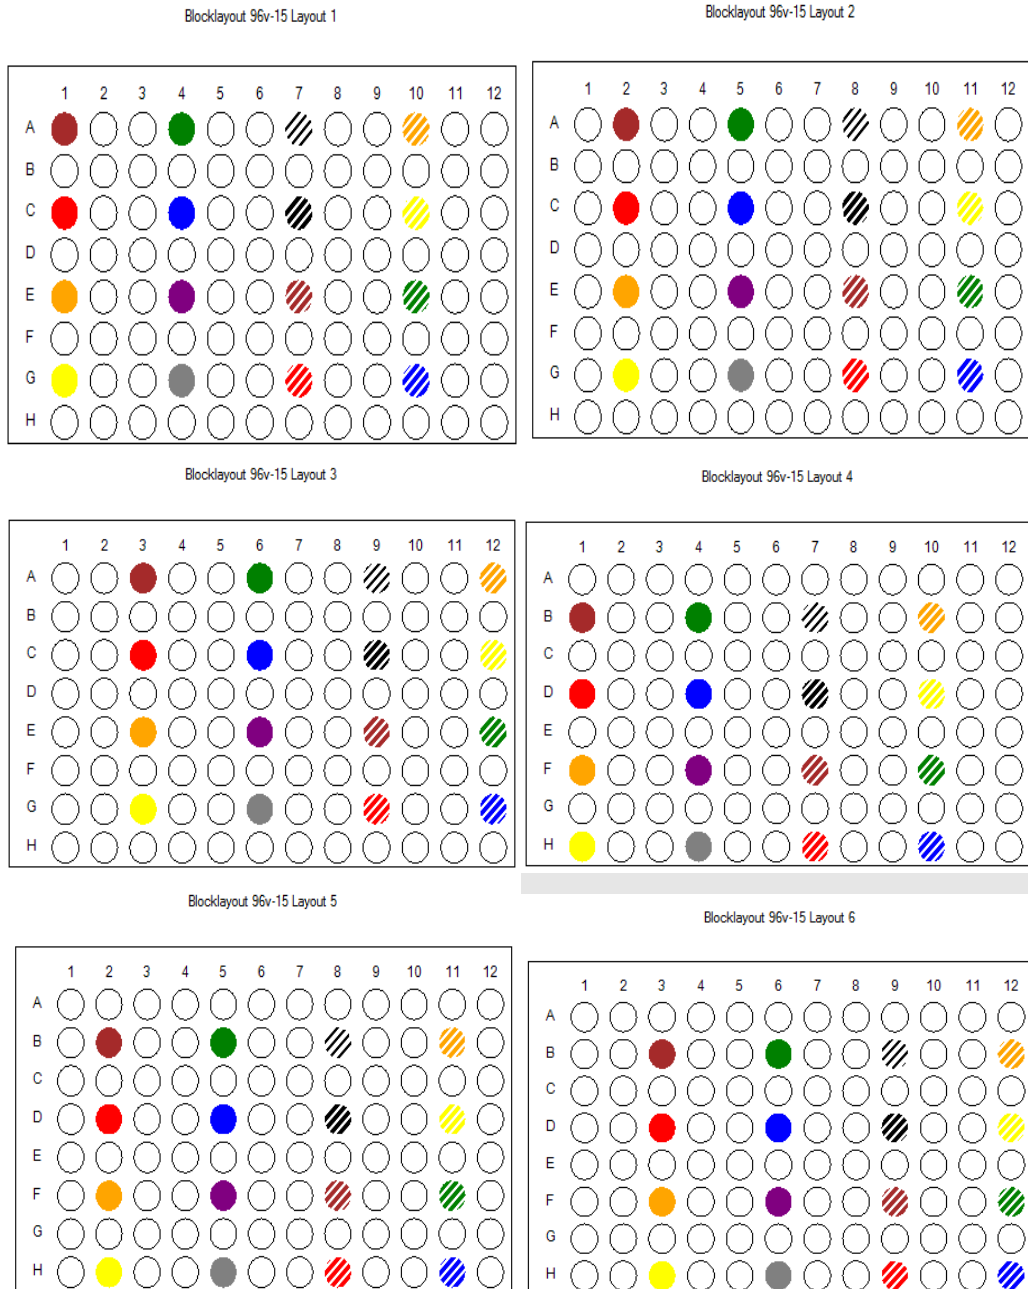 Blocklayout 96v-15 Layout 1
1 2 3 4 5 6 7 8 9 10 11 12
A
B
C
D
E
F
G
H
Blocklayout 96v-15 Layout 2
1 2 3 4 5 6 7 8 9 10 11 12
A
B
C
D
E
F
G
H
Blocklayout 96v-15 Layout 3
1 2 3 4 5 6 7 8 9 10 11 12
A
B
C
D
E
F
G
H
Blocklayout 96v-15 Layout 4
1 2 3 4 5 6 7 8 9 10 11 12
A
B
C
D
E
F
G
H
Blocklayout 96v-15 Layout 5
1 2 3 4 5 6 7 8 9 10 11 12
A
B
C
D
E
F
G
H
Blocklayout 96v-15 Layout 6
1 2 3 4 5 6 7 8 9 10 11 12
A
B
C
D
E
F
G
H